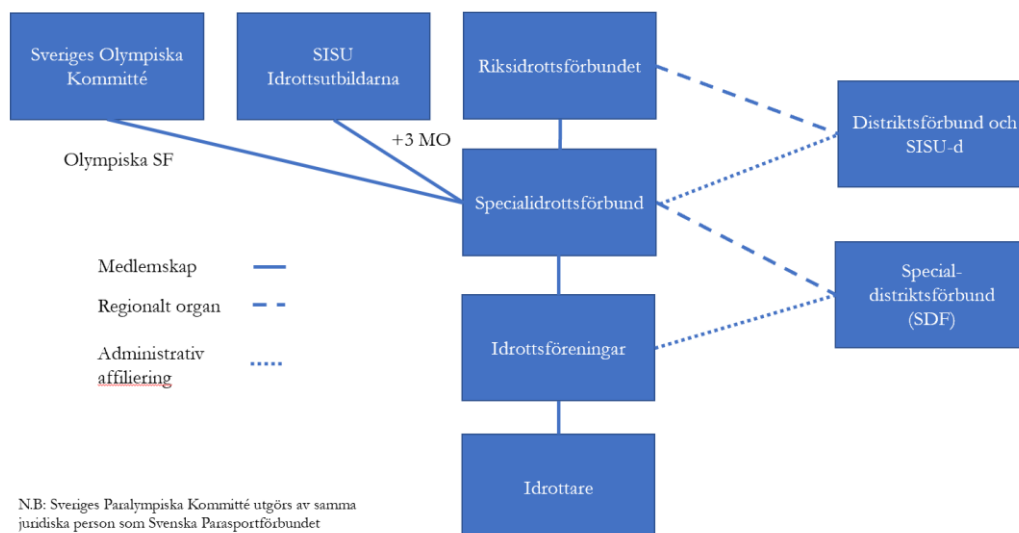 Sveriges Olympiska
Kommitté
SISU
Idrottsutbildarna
Riksidrottsförbundet
Distriktsförbund och
SISU-d
+3 MO
Olympiska SF
Specialidrottsförbund
Medlemskap
Regionalt organ
Administrativ
affiliering
Special-
distriktsförbund
(SDF)
Idrottsföreningar
Idrottare
N.B: Sveriges Paralympiska Kommitté utgörs av samma
juridiska person som Svenska Parasportförbundet